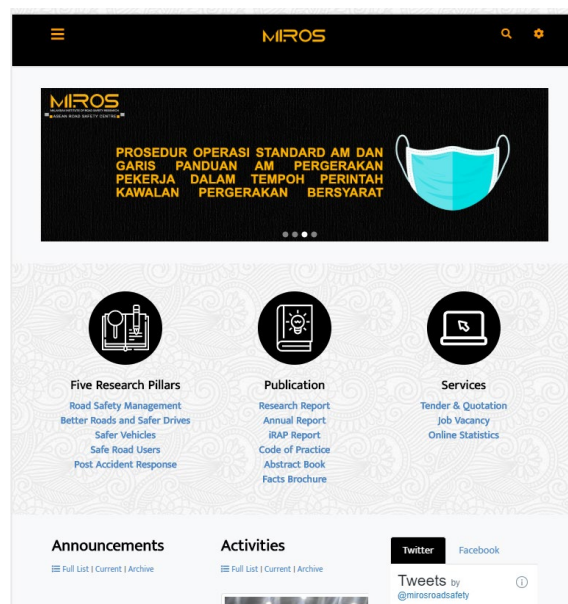 MIROS
MIROS
MALAYSIAN INSTITUTE OF ROAD SAFETY RESEARCH
ASEAN ROAD SAFETY CENTRE
PROSEDUR OPERASI STANDARD AM DAN
GARIS PANDUAN AM PERGERAKAN
PEKERJA DALAM TEMPOH PERINTAH
KAWALAN PERGERAKAN BERSYARAT
Five Research Pillars
Road Safety Management
Better Roads and Safer Drives
Safer Vehicles
Safe Road Users
Post Accident Response
Publication
Research Report
Annual Report
iRAP Report
Code of Practice
Abstract Book
Facts Brochure
Services
Tender & Quotation
Job Vacancy
Online Statistics
Announcements
Full List | Current | Archive
Activities
Full List | Current | Archive
Twitter Facebook
Tweets by
@mirosroadsafety